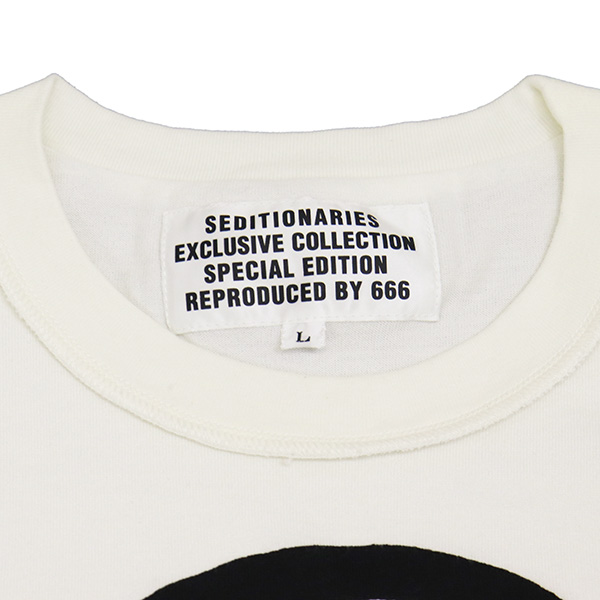 SEDITIONARIES
EXCLUSIVE COLLECTION
SPECIAL EDITION
REPRODUCED BY 666
L